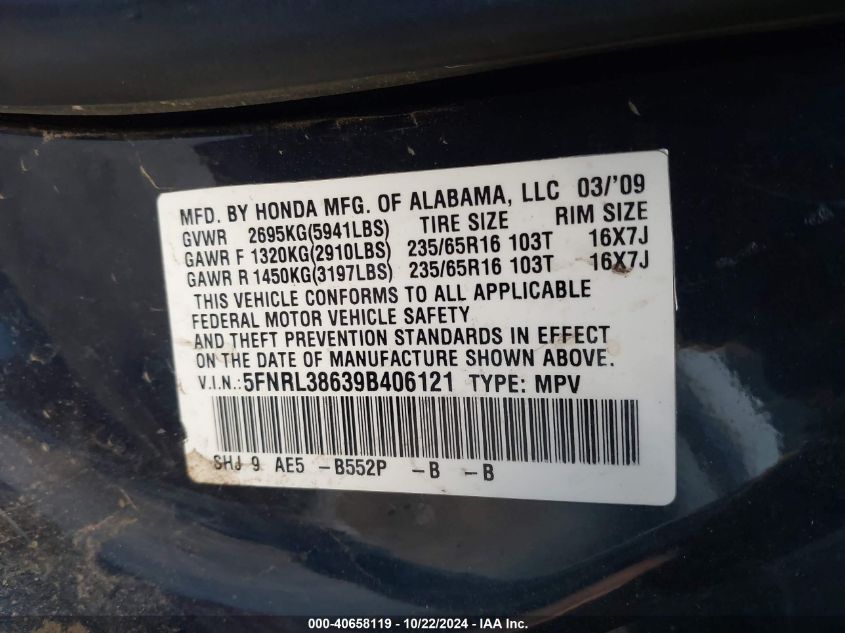 MFD. BY HONDA MFG. OF ALABAMA, LLC 03/'09
GVWR 2695KG(5941LBS) TIRE SIZE RIM SIZE
GAWR F 1320KG(2910LBS) 235/65R16 103T 16X7J
GAWR R 1450KG(3197LBS) 235/65R16 103T 16X7J
THIS VEHICLE CONFORMS TO ALL APPLICABLE
FEDERAL MOTOR VEHICLE SAFETY
AND THEFT PREVENTION STANDARDS IN EFFECT
ON THE DATE OF MANUFACTURE SHOWN ABOVE.
V.I.N.: 5FNRL38639B406121 TYPE: MPV
SHJ 9 AE5 -B552P -B -B
000-40658119 - 10/22/2024 - IAA Inc.